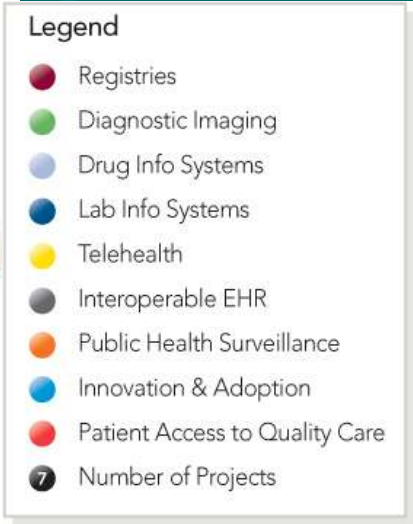 Legend
Registries
Diagnostic Imaging
Drug Info Systems
Lab Info Systems
Telehealth
Interoperable EHR
Public Health Surveillance
Innovation & Adoption
Patient Access to Quality Care
7 Number of Projects